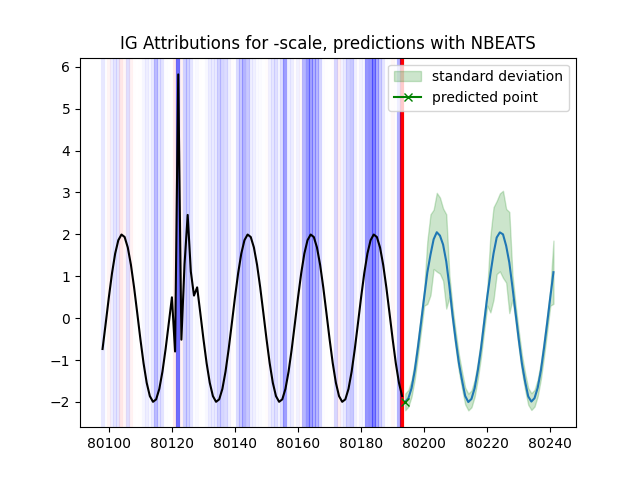 IG Attributions for -scale, predictions with NBEATS
standard deviation
predicted point
6
5
4
3
2
1
0
−1
−2
80100 80120 80140 80160 80180 80200 80220 80240